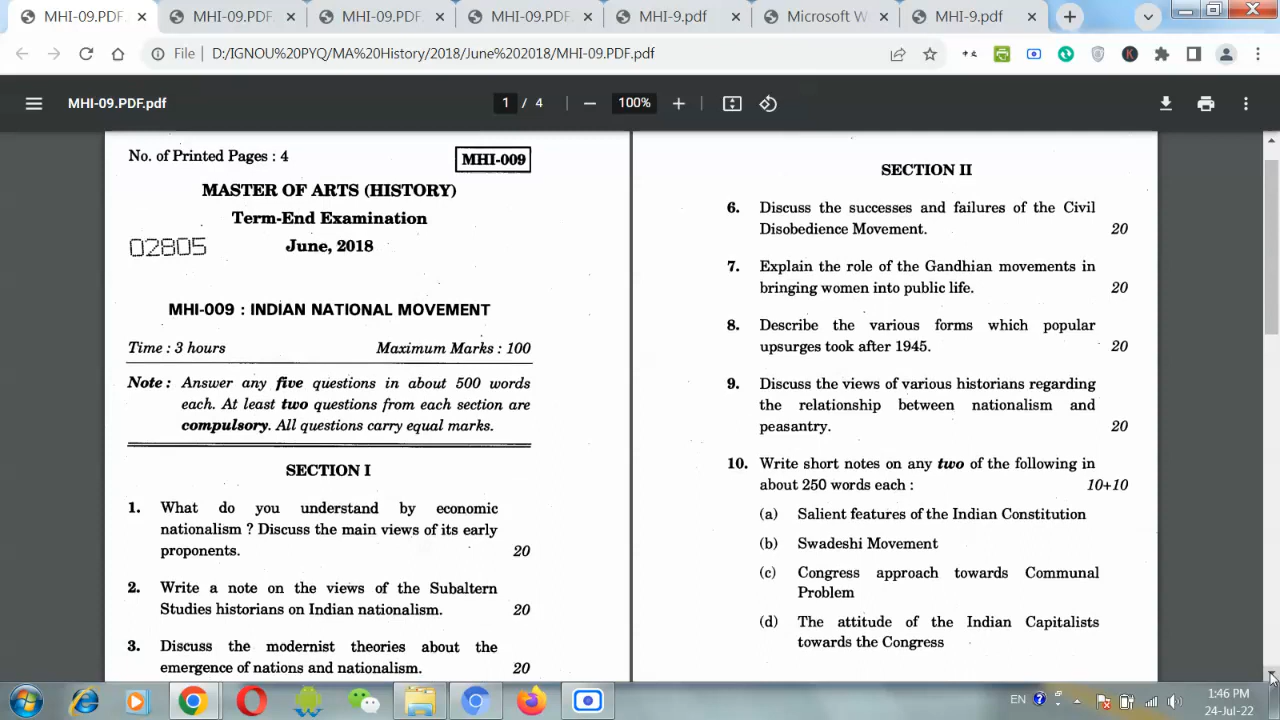 MHI-09.PDF.pdf
MHI-09.PDF
MHI-09.PDF
MHI-09.PDF
MHI-9.pdf
Microsoft W
MHI-9.pdf
File D:/IGNOU%20PYO/MA%20History/2018/June%202018/MHI-09.PDF.pdf
MHI-09.PDF.pdf
1 / 4
100%
No. of Printed Pages : 4
MHI-009
MASTER OF ARTS (HISTORY)
Term-End Examination
02805
June, 2018
MHI-009 : INDIAN NATIONAL MOVEMENT
Time : 3 hours
Maximum Marks : 100
Note : Answer any five questions in about 500 words
each. At least two questions from each section are
compulsory. All questions carry equal marks.
SECTION I
1. What do you understand by economic
nationalism ? Discuss the main views of its early
proponents. 20
2. Write a note on the views of the Subaltern
Studies historians on Indian nationalism. 20
3. Discuss the modernist theories about the
emergence of nations and nationalism. 20
SECTION II
6. Discuss the successes and failures of the Civil
Disobedience Movement. 20
7. Explain the role of the Gandhian movements in
bringing women into public life. 20
8. Describe the various forms which popular
upsurges took after 1945. 20
9. Discuss the views of various historians regarding
the relationship between nationalism and
peasantry. 20
10. Write short notes on any two of the following in
about 250 words each : 10+10
(a) Salient features of the Indian Constitution
(b) Swadeshi Movement
(c) Congress approach towards Communal
Problem
(d) The attitude of the Indian Capitalists
towards the Congress
EN
1:46 PM
24-Jul-22